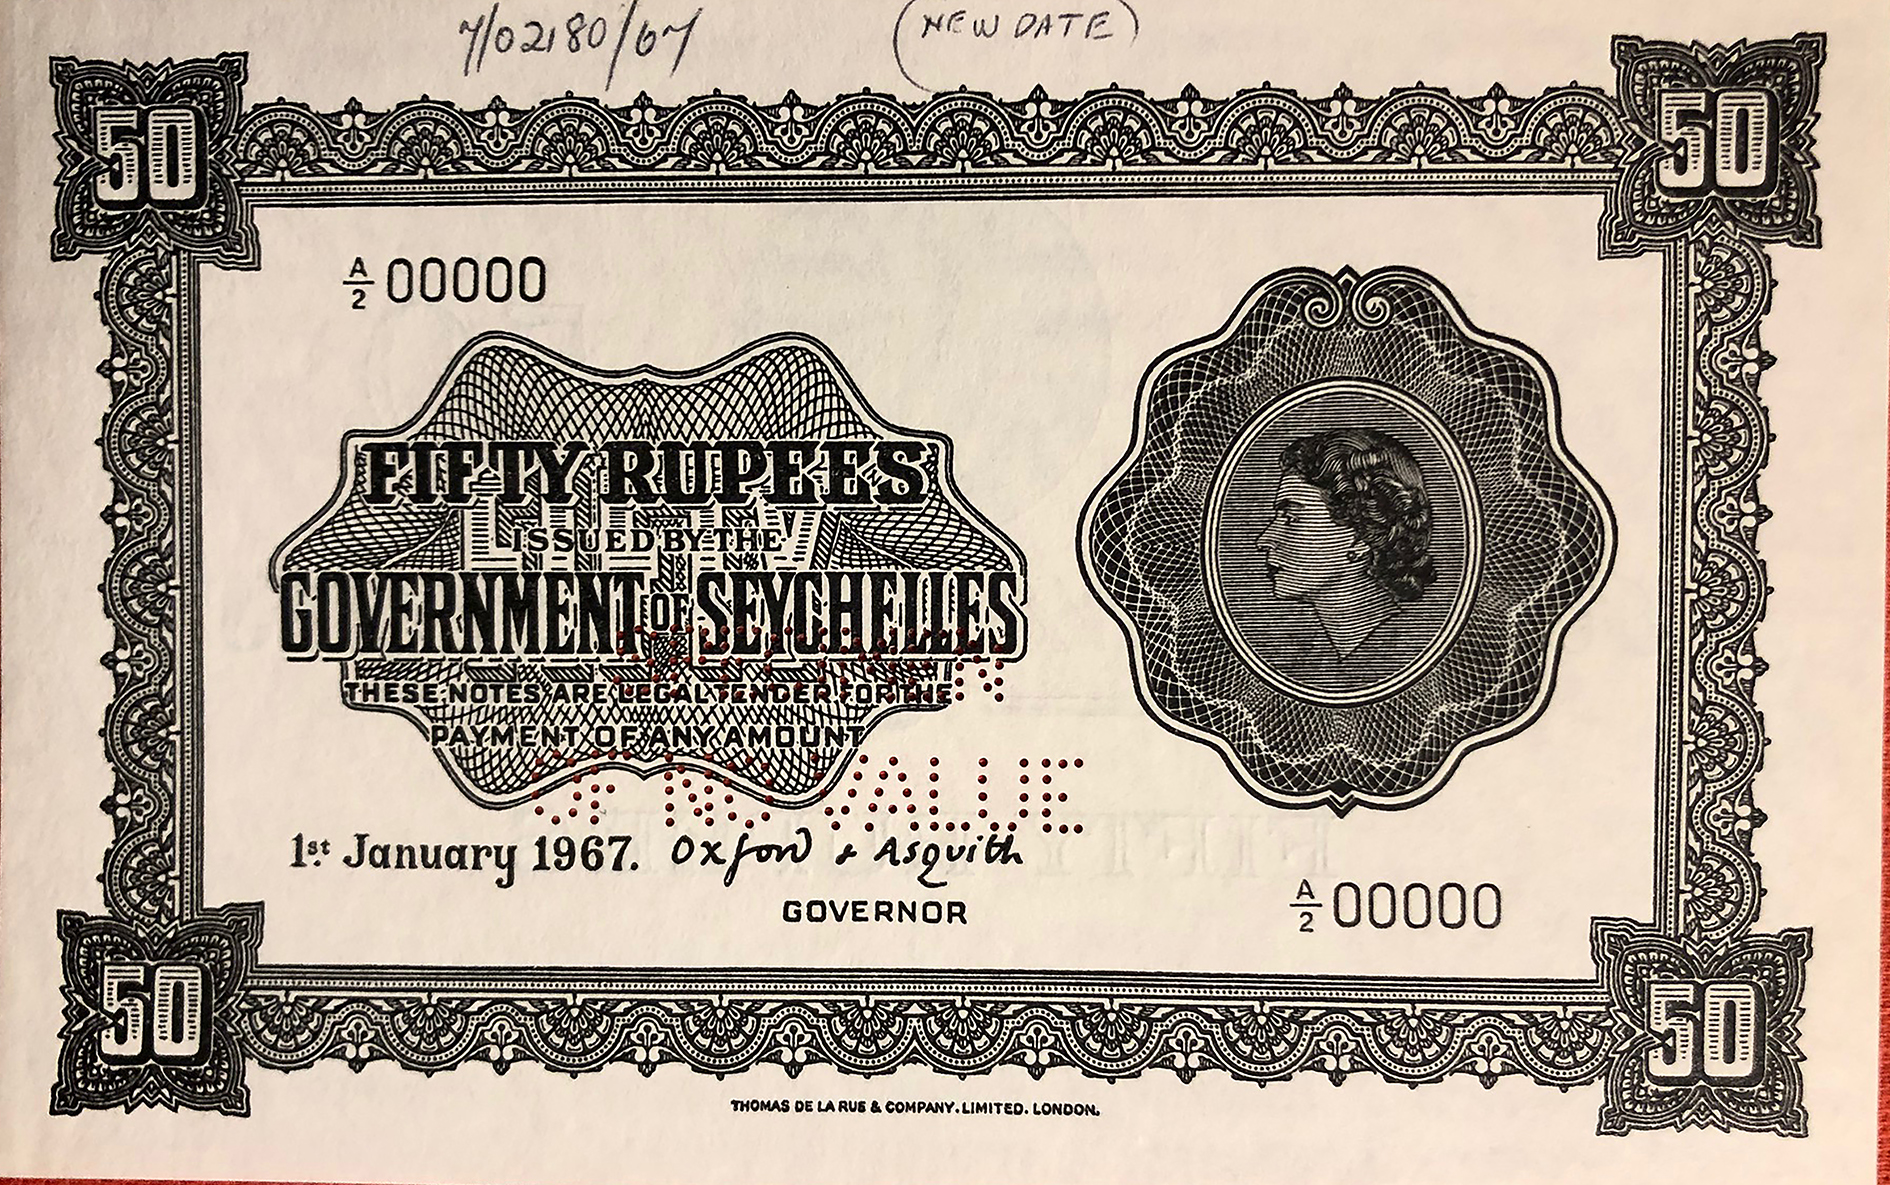 7/02180/67 (NEW DATE)
50 50
A/2 00000
FIFTY RUPEES
ISSUED BY THE
GOVERNMENT OF SEYCHELLES
THESE NOTES ARE LEGAL TENDER FOR THE
PAYMENT OF ANY AMOUNT
OF NO VALUE
1st January 1967. Oxford & Asquith
GOVERNOR
A/2 00000
50 50
THOMAS DE LA RUE & COMPANY. LIMITED. LONDON.